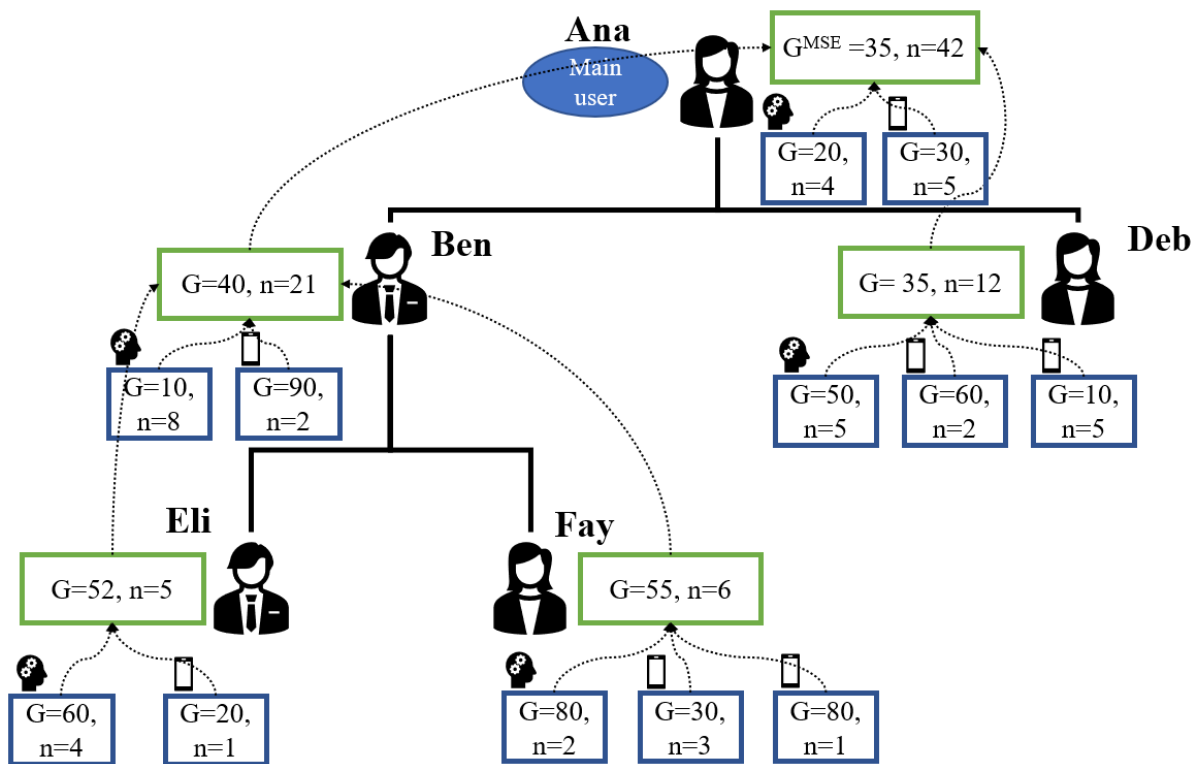 Ana
Main
user
G^MSE =35, n=42
G=20,
n=4
G=30,
n=5
Ben
G=40, n=21
G=10,
n=8
G=90,
n=2
Deb
G= 35, n=12
G=50,
n=5
G=60,
n=2
G=10,
n=5
Eli
G=52, n=5
G=60,
n=4
G=20,
n=1
Fay
G=55, n=6
G=80,
n=2
G=30,
n=3
G=80,
n=1